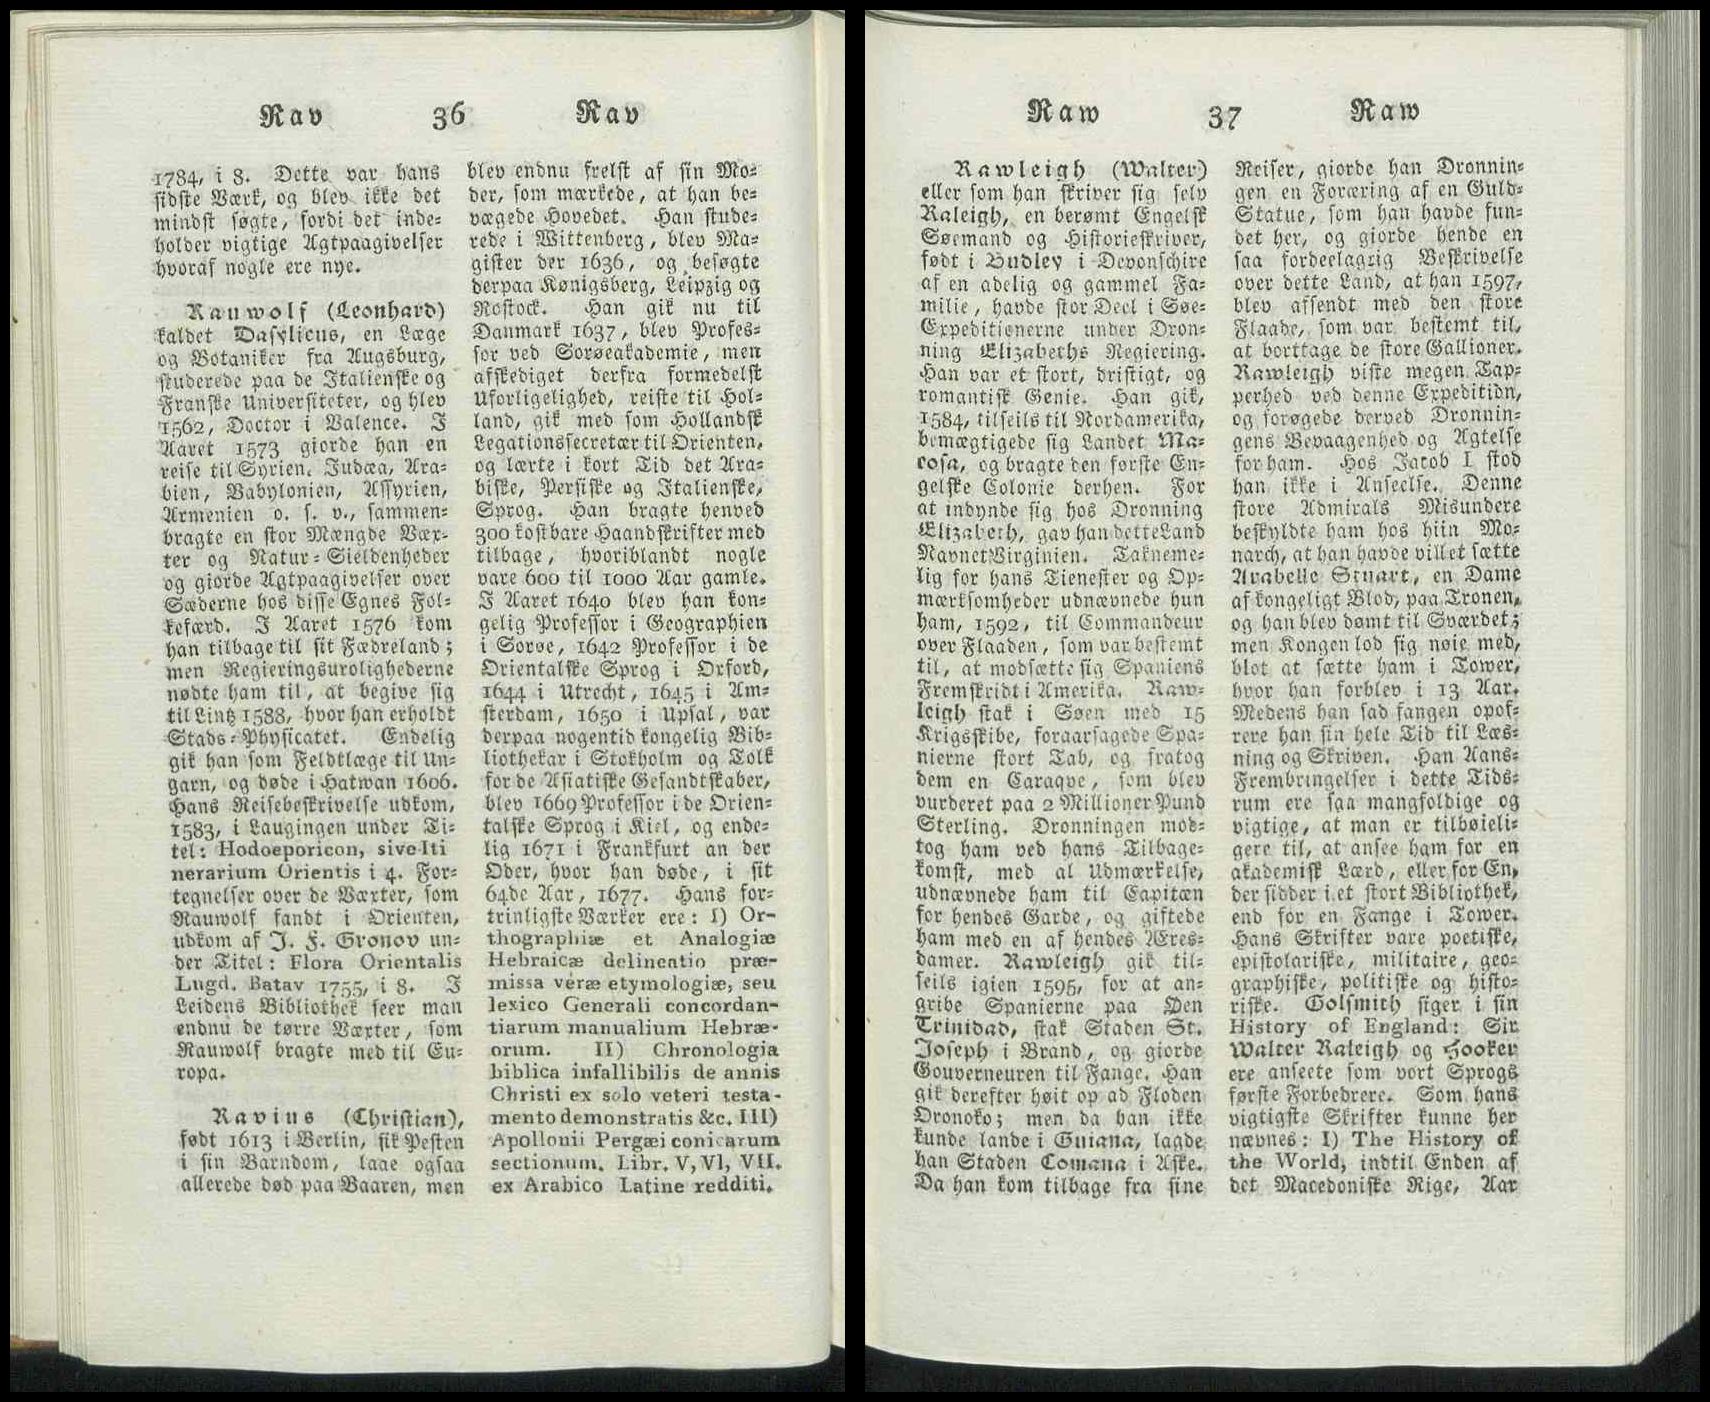 Rav 36 Rav
1784, i 8. Dette var hans
sidste Værk, og blev ikke det
mindst søgte, fordi det inde-
holder vigtige Agtpaagivelser
hvoraf nogle ere nye.
Rauwolf (Leonhard)
kaldet Dasylicus, en Læge
og Botaniker fra Augsburg,
studerede paa de Italienske og
Franske Universiteter, og blev
1562, Doctor i Valence. I
Aaret 1573 giorde han en
reise til Syrien, Judæa, Ara-
bien, Babylonien, Assyrien,
Armenien o. s. v., sammen-
bragte en stor Mængde Væx-
ter og Natur-Sieldenheder
og giorde Agtpaagivelser over
Sæderne hos disse Egnes Fol-
kefærd. I Aaret 1576 kom
han tilbage til sit Fædreland;
men Regieringsurolighederne
nødte ham til, at begive sig
til Lintz 1588, hvor han erholdt
Stads-Physicatet. Endelig
gik han som Feldtlæge til Un-
garn, og døde i Hatwan 1606.
Hans Reisebeskrivelse udkom,
1583, i Laugingen under Ti-
tel: Hodoeporicon, sive Iti
nerarium Orientis i 4. For-
tegnelser over de Væxter, som
Rauwolf fandt i Orienten,
udkom af J. F. Gronov un-
der Titel: Flora Orientalis
Lugd. Batav 1755, i 8. I
Leidens Bibliothek seer man
endnu de tørre Væxter, som
Rauwolf bragte med til Eu-
ropa.
Ravius (Christian),
født 1613 i Berlin, fik Pesten
i sin Barndom, laae ogsaa
allerede død paa Baaren, men
blev endnu frelst af sin Mo-
der, som mærkede, at han be-
vægede Hovedet. Han stude-
rede i Wittenberg, blev Ma-
gister der 1636, og besøgte
derpaa Kønigsberg, Leipzig og
Rostock. Han gik nu til
Danmark 1637, blev Profes-
sor ved Sorøeakademie, men
afskediget derfra formedelst
Uforligelighed, reiste til Hol-
land, gik med som Hollandsk
Legationssecretær til Orienten,
og lærte i kort Tid det Ara-
biske, Persiske og Italienske,
Sprog. Han bragte henved
300 kostbare Haandskrifter med
tilbage, hvoriblandt nogle
vare 600 til 1000 Aar gamle.
I Aaret 1640 blev han kon-
gelig Professor i Geographien
i Sorøe, 1642 Professor i de
Orientalske Sprog i Oxford,
1644 i Utrecht, 1645 i Am-
sterdam, 1650 i Upsal, var
derpaa nogentid kongelig Bib-
liothekar i Stokholm og Tolk
for de Asiatiske Gesandtskaber,
blev 1669 Professor i de Orien-
talske Sprog i Kiel, og ende-
lig 1671 i Frankfurt an der
Oder, hvor han døde, i sit
64de Aar, 1677. Hans for-
trinligste Værker ere: I) Or-
thographiæ et Analogiæ
Hebraicæ delineatio præ-
missa veræ etymologiæ, seu
lexico Generali concordan-
tiarum manualium Hebræ-
orum. II) Chronologia
biblica infallibilis de annis
Christi ex solo veteri testa-
mento demonstratis &c. III)
Apollonii Pergæi conicarum
sectionum. Libr. V, VI, VII.
ex Arabico Latine redditi.
Raw 37 Raw
Rawleigh (Walter)
eller som han skriver sig selv
Raleigh, en berømt Engelsk
Søemand og Historieskriver,
født i Budley i Devonschire
af en adelig og gammel Fa-
milie, havde stor Deel i Søe-
Expeditionerne under Dron-
ning Elizabeths Regiering.
Han var et stort, dristigt, og
romantisk Genie. Han gik,
1584, tilseils til Nordamerika,
bemægtigede sig Landet Ma-
cosa, og bragte den første En-
gelske Colonie derhen. For
at indynde sig hos Dronning
Elizabeth, gav han dette Land
Navnet Virginien. Takneme-
lig for hans Tienester og Op-
mærksomheder udnævnede hun
ham, 1592, til Commandeur
over Flaaden, som var bestemt
til, at modsætte sig Spaniens
Fremskridt i Amerika. Raw-
leigh stak i Søen med 15
Krigsskibe, foraarsagede Spa-
nierne stort Tab, og fratog
dem en Caraqve, som blev
vurderet paa 2 Millioner Pund
Sterling. Dronningen mod-
tog ham ved hans Tilbage-
komst, med al Udmærkelse,
udnævnede ham til Capitæn
for hendes Garde, og giftede
ham med en af hendes Æres-
damer. Rawleigh gik til-
seils igien 1595, for at an-
gribe Spanierne paa Øen
Trinidad, stak Staden St.
Joseph i Brand, og giorde
Gouverneuren til Fange. Han
gik derefter høit op ad Floden
Oronoko; men da han ikke
kunde lande i Guiana, lagde
han Staden Comana i Aske.
Da han kom tilbage fra sine
Reiser, giorde han Dronnin-
gen en Foræring af en Guld-
Statue, som han havde fun-
det her, og giorde hende en
saa fordeelagtig Beskrivelse
over dette Land, at han 1597,
blev afsendt med den store
Flaade, som var bestemt til,
at borttage de store Gallioner.
Rawleigh viste megen Tap-
perhed ved denne Expeditidn,
og forøgede derved Dronnin-
gens Bevaagenhed og Agtelse
for ham. Hos Jacob I stod
han ikke i Anseelse. Denne
store Admirals Misundere
beskyldte ham hos hiin Mo-
narch, at han havde villet sætte
Arabelle Stuart, en Dame
af kongeligt Blod, paa Tronen,
og han blev dømt til Sværdet;
men Kongen lod sig nøie med,
blot at sætte ham i Tower,
hvor han forblev i 13 Aar.
Medens han sad fangen opof-
rere han sin hele Tid til Læs-
ning og Skriven. Han Aans-
Frembringelser i dette Tids-
rum ere saa mangfoldige og
vigtige, at man er tilbøieli-
gere til, at ansee ham for en
akademisk Lærd, eller for En,
der sidder i et stort Bibliothek,
end for en Fange i Tower.
Hans Skrifter vare poetiske,
epistolariske, militaire, geo-
graphiske, politiske og histo-
riske. Golsmith siger i sin
History of England: Sir
Walter Raleigh og Hooker
ere anseete som vort Sprogs
første Forbedrere. Som hans
vigtigste Skrifter kunne her
nævnes: I) The History of
the World, indtil Enden af
det Macedoniske Rige, Aar